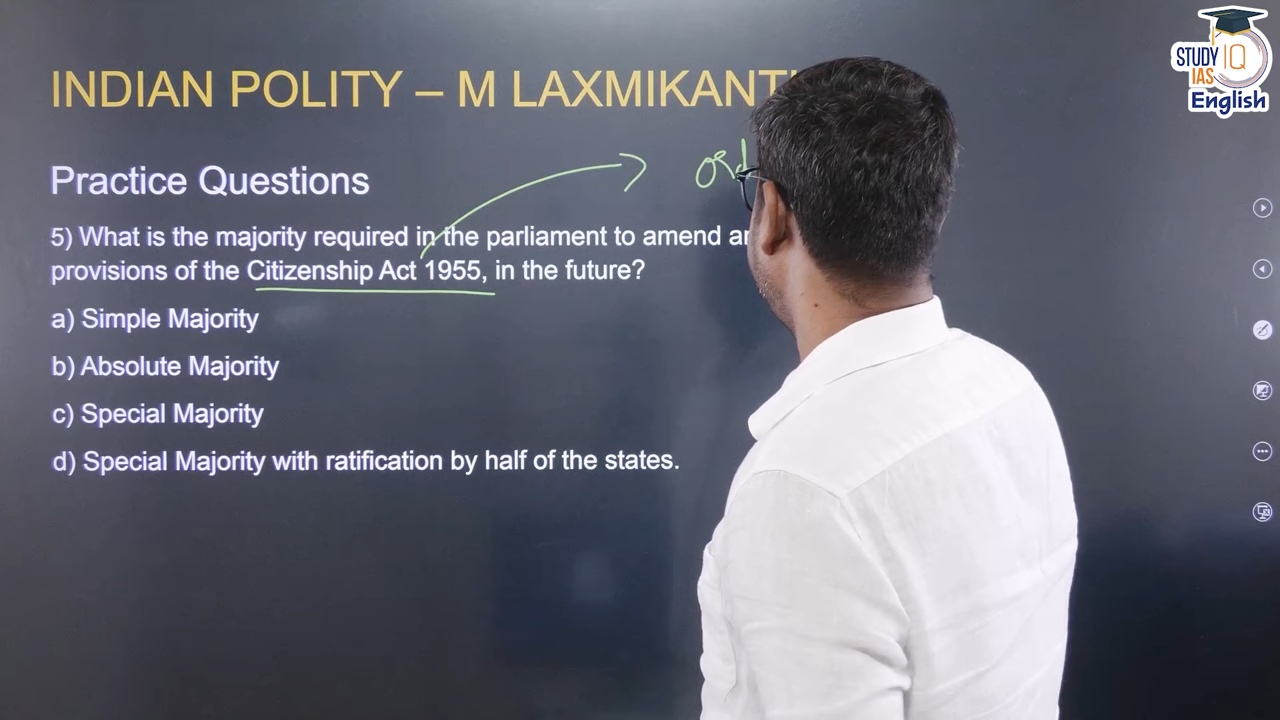 STUDY IQ
IAS
English
INDIAN POLITY – M
Practice Questions
5) What is the majority required in the parliament to amend
provisions of the Citizenship Act 1955, in the future?
a) Simple Majority
b) Absolute Majority
c) Special Majority
d) Special Majority with ratification by half of the states.